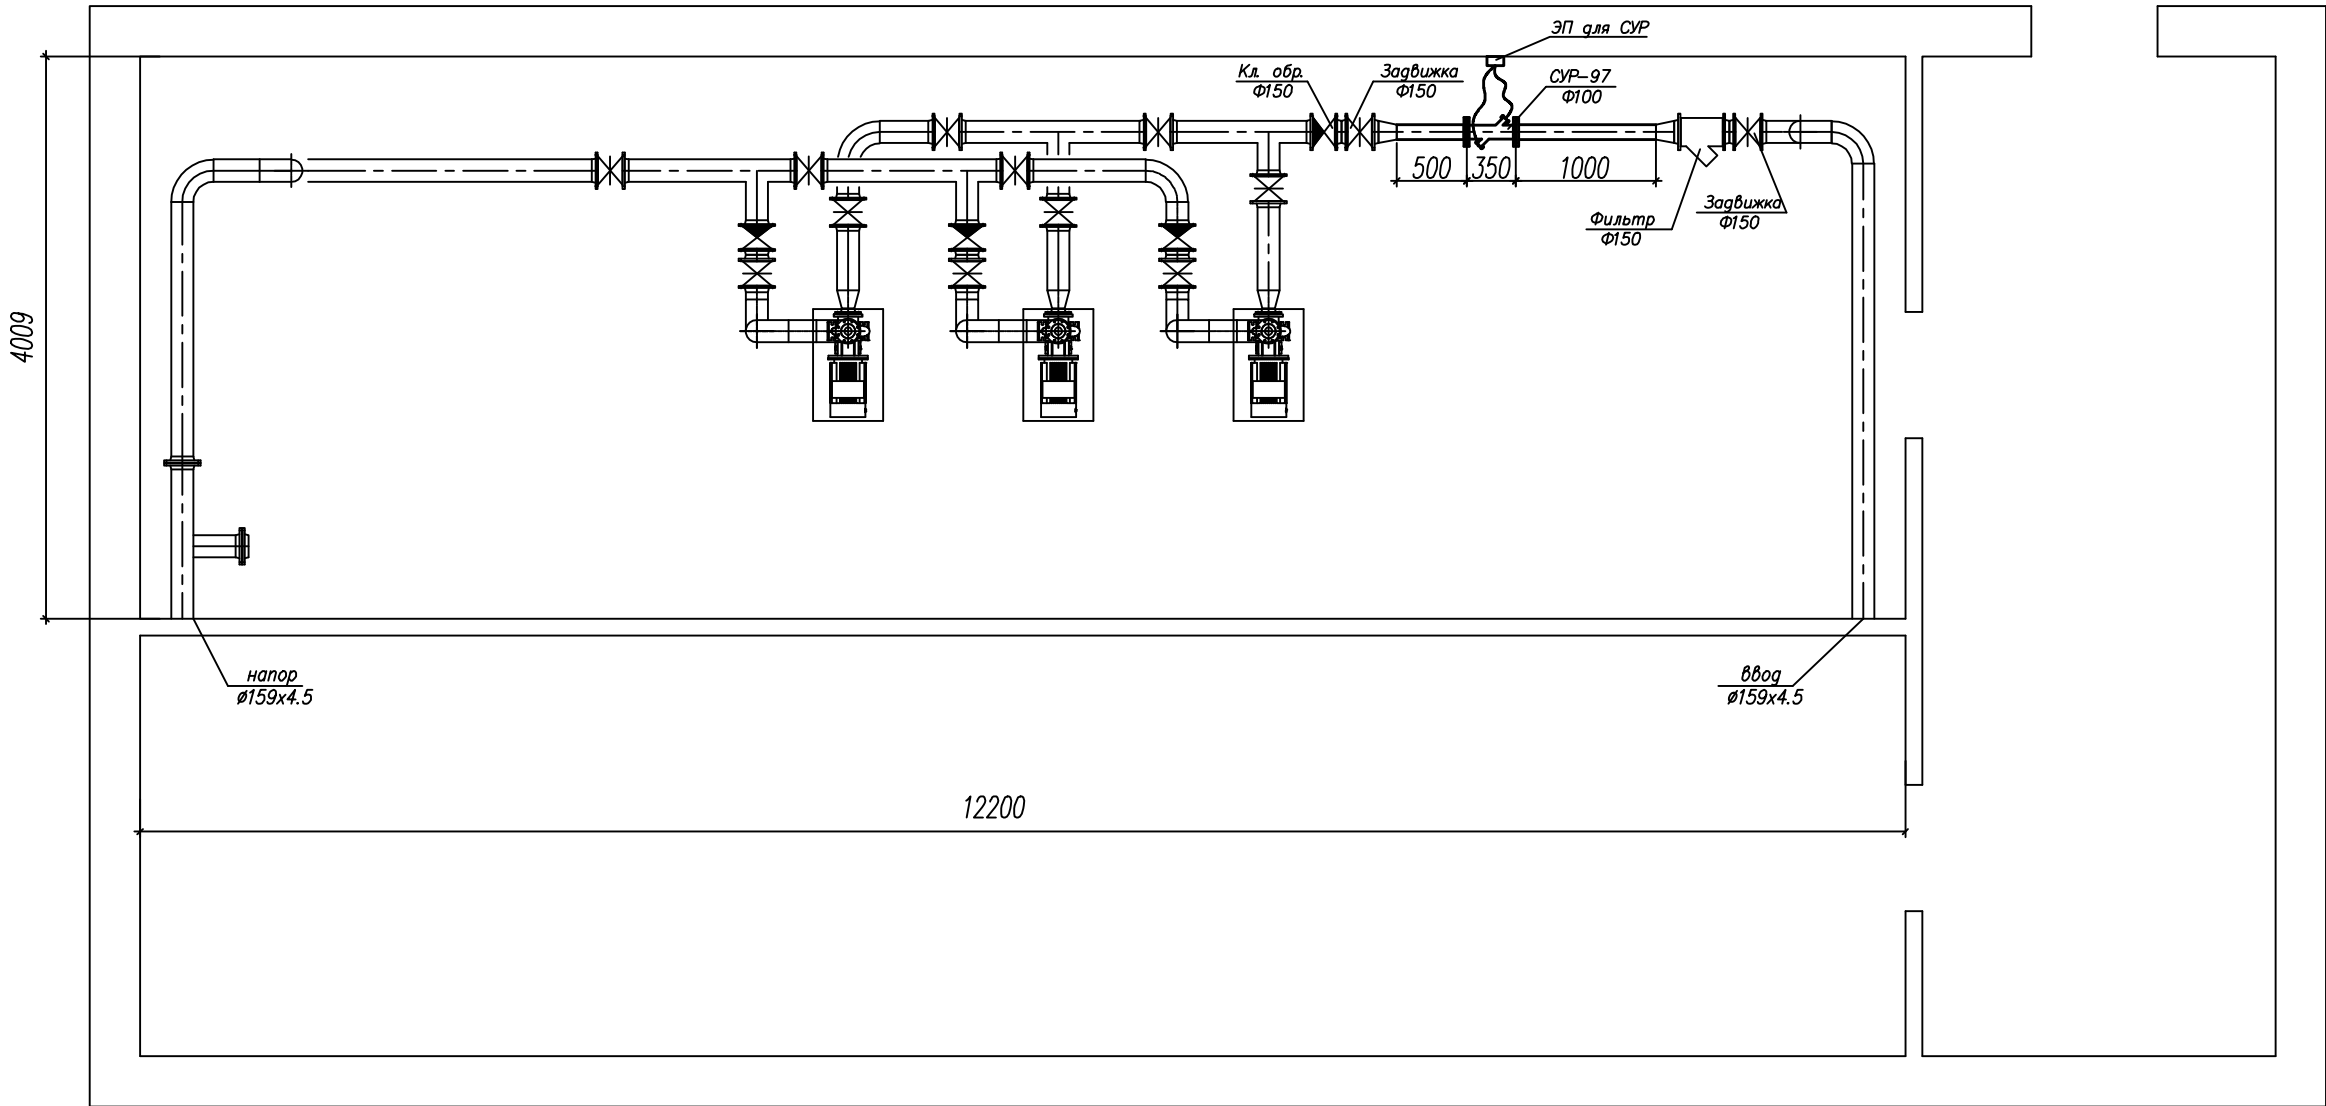 ЭП для СУР
Кл. обр.
Ф150
Задвижка
Ф150
СУР-97
Ф100
500
350
1000
Фильтр
Ф150
Задвижка
Ф150
4009
напор
ø159x4.5
ввод
ø159x4.5
12200